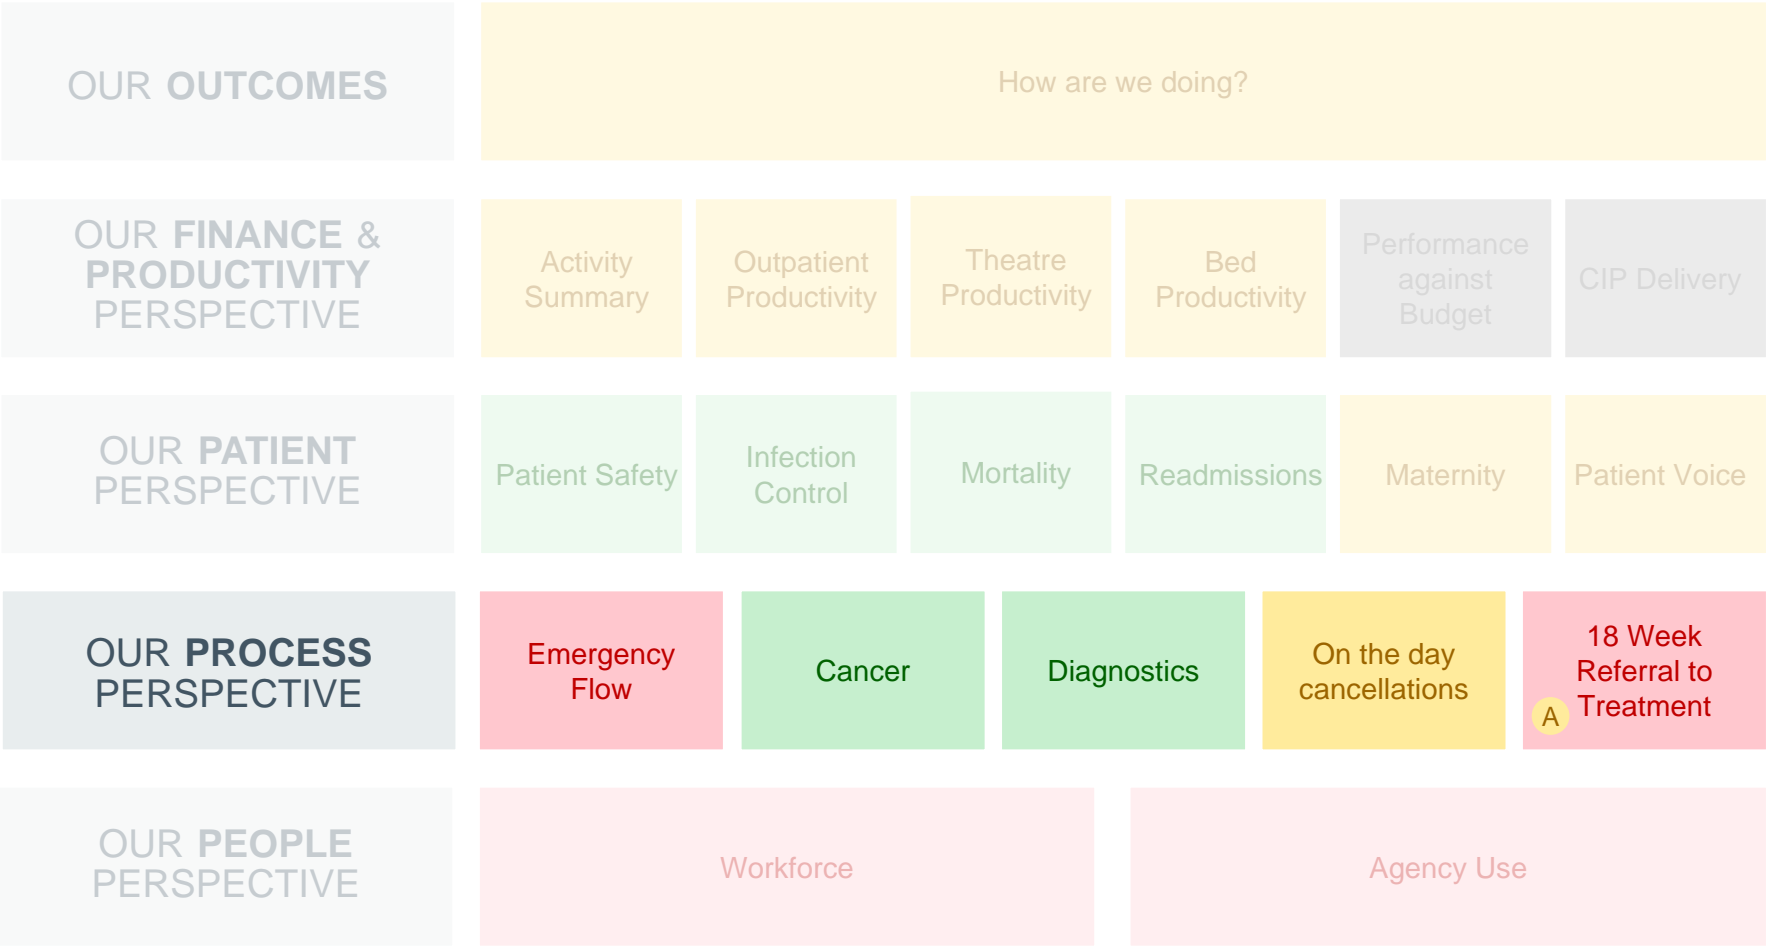 OUR OUTCOMES
How are we doing?
OUR FINANCE &
PRODUCTIVITY
PERSPECTIVE
Activity
Summary
Outpatient
Productivity
Theatre
Productivity
Bed
Productivity
Performance
against
Budget
CIP Delivery
OUR PATIENT
PERSPECTIVE
Patient Safety
Infection
Control
Mortality
Readmissions
Maternity
Patient Voice
OUR PROCESS
PERSPECTIVE
Emergency
Flow
Cancer
Diagnostics
On the day
cancellations
18 Week
Referral to
Treatment
A
OUR PEOPLE
PERSPECTIVE
Workforce
Agency Use